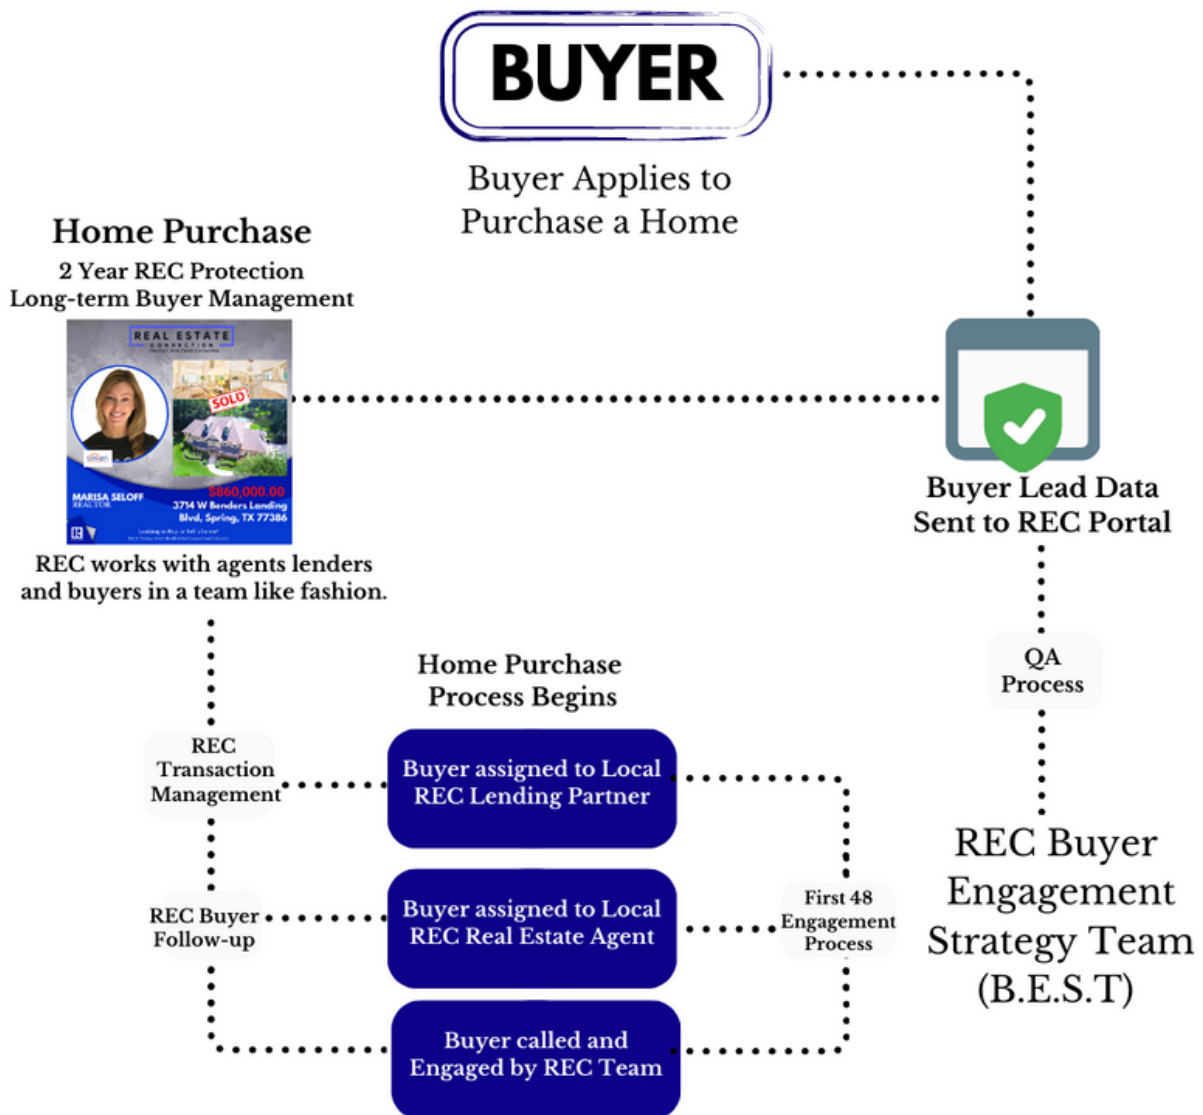 BUYER
Buyer Applies to
Purchase a Home
Home Purchase
2 Year REC Protection
Long-term Buyer Management
REAL ESTATE
CONNECTION
SOLD
$860,000.00
MARISA SELOFF
REALTOR
3714 W Benders Landing
Blvd, Spring, TX 77386
REC works with agents lenders
and buyers in a team like fashion.
Buyer Lead Data
Sent to REC Portal
QA
Process
REC Buyer
Engagement
Strategy Team
(B.E.S.T)
Home Purchase
Process Begins
REC
Transaction
Management
Buyer assigned to Local
REC Lending Partner
REC Buyer
Follow-up
Buyer assigned to Local
REC Real Estate Agent
First 48
Engagement
Process
Buyer called and
Engaged by REC Team